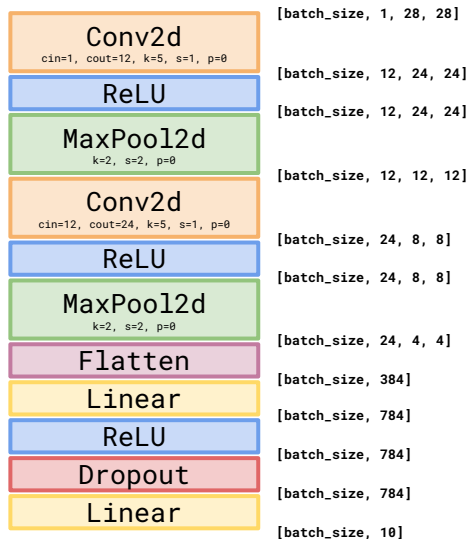 [batch_size, 1, 28, 28]
Conv2d
cin=1, cout=12, k=5, s=1, p=0
[batch_size, 12, 24, 24]
ReLU
[batch_size, 12, 24, 24]
MaxPool2d
k=2, s=2, p=0
[batch_size, 12, 12, 12]
Conv2d
cin=12, cout=24, k=5, s=1, p=0
[batch_size, 24, 8, 8]
ReLU
[batch_size, 24, 8, 8]
MaxPool2d
k=2, s=2, p=0
[batch_size, 24, 4, 4]
Flatten
[batch_size, 384]
Linear
[batch_size, 784]
ReLU
[batch_size, 784]
Dropout
[batch_size, 784]
Linear
[batch_size, 10]